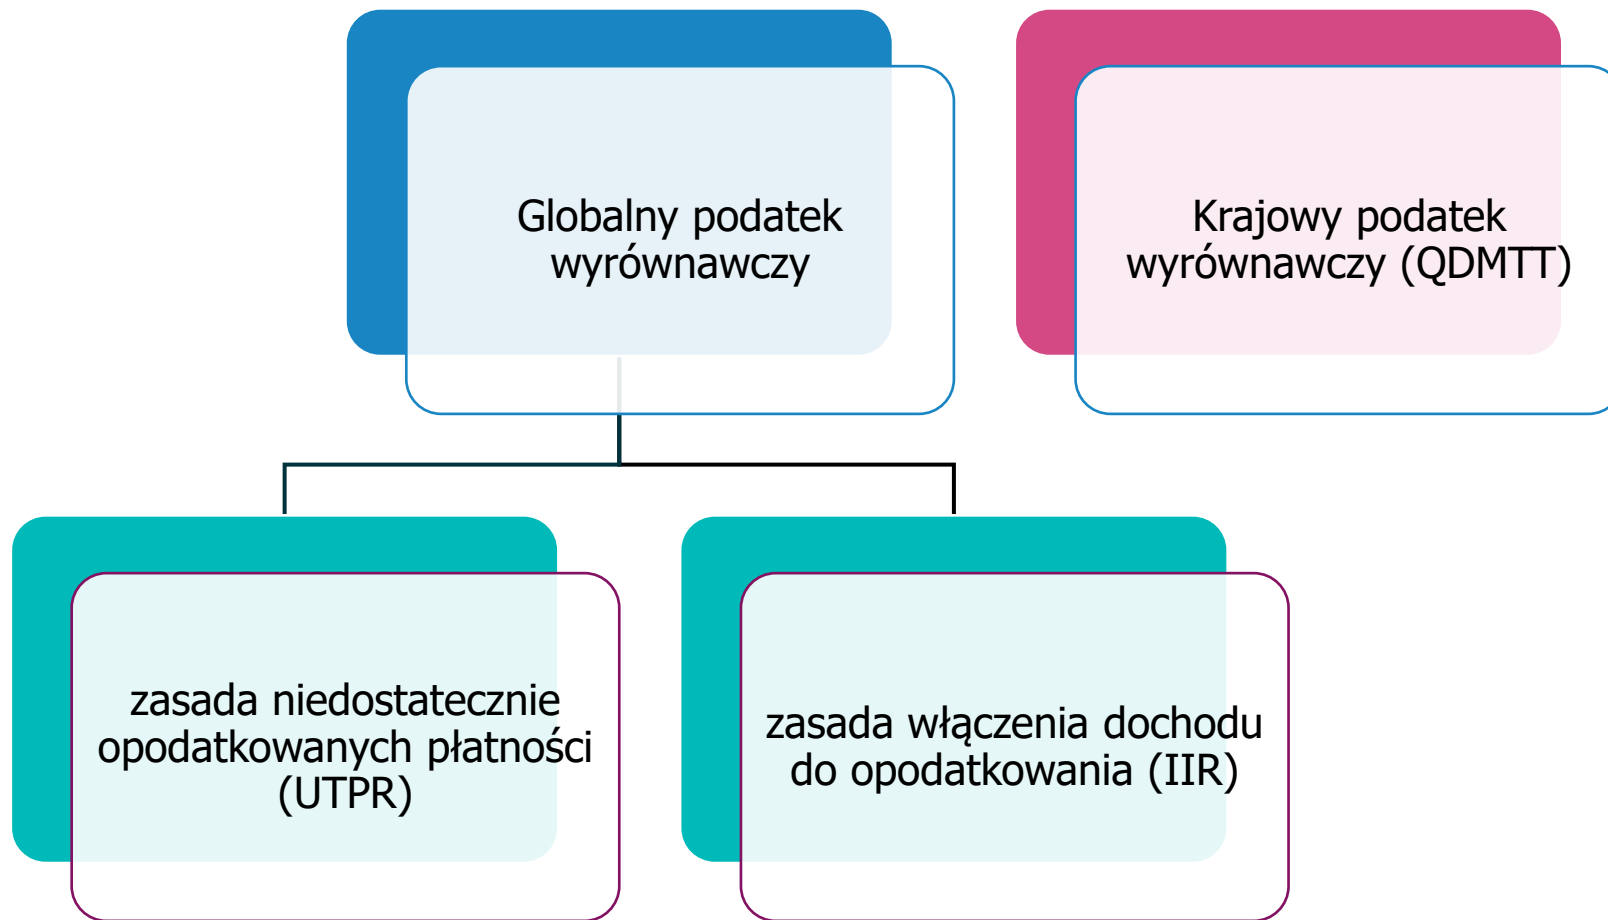 Globalny podatek
wyrównawczy
Krajowy podatek
wyrównawczy (QDMTT)
zasada niedostatecznie
opodatkowanych płatności
(UTPR)
zasada włączenia dochodu
do opodatkowania (IIR)